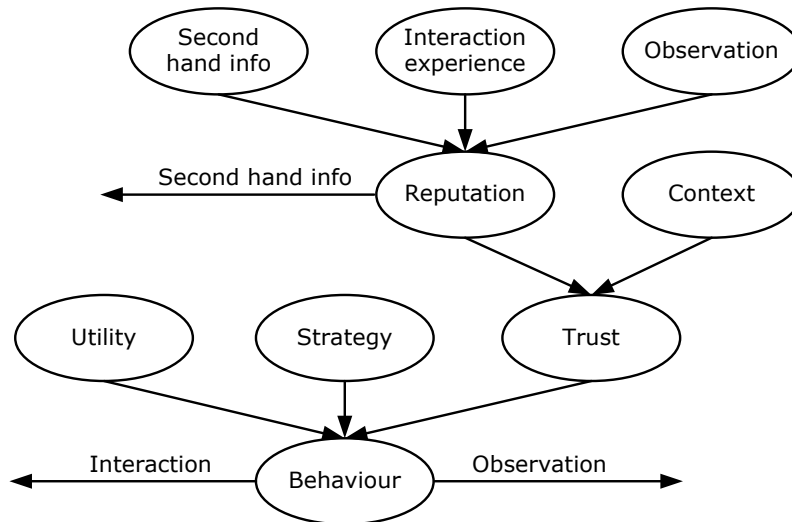 Second
hand info
Interaction
experience
Observation
Second hand info
Reputation
Context
Utility
Strategy
Trust
Interaction
Behaviour
Observation